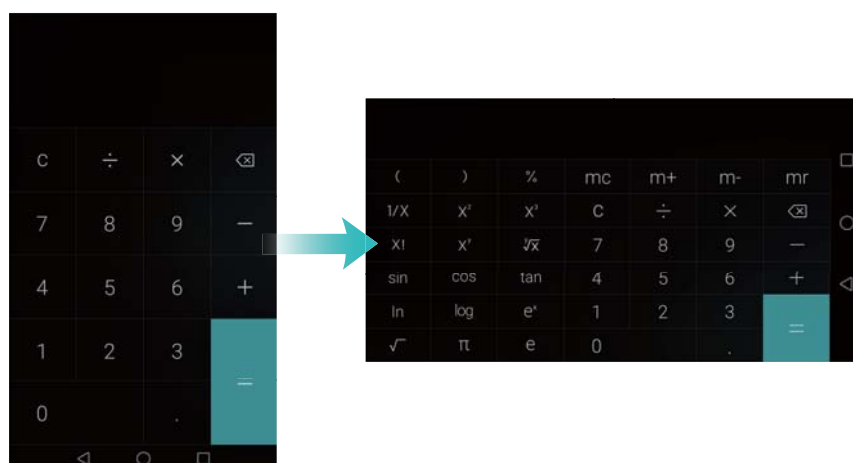 C ÷ ×
7 8 9 −
4 5 6 +
1 2 3
0 . =
( ) % mc m+ m- mr
1/X X² X³ C ÷ ×
X! Xʸ ʸ√x 7 8 9 −
sin cos tan 4 5 6 +
ln log eˣ 1 2 3
√ π e 0 . =